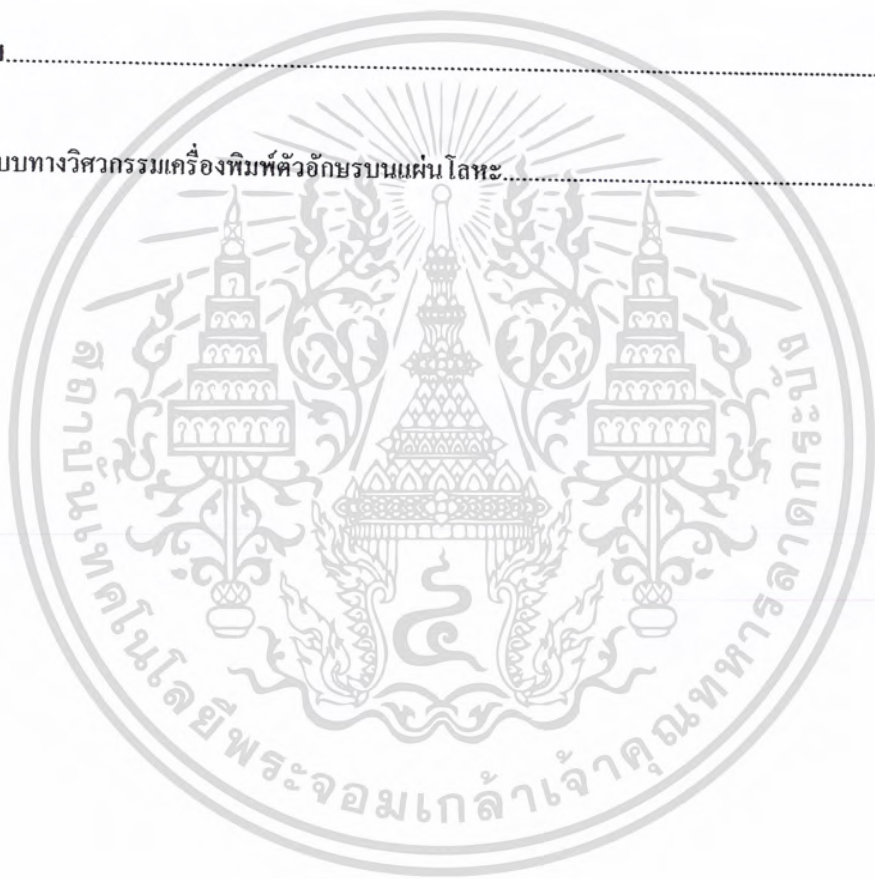 บบทางวิศวกรรมเครื่องพิมพ์ตัวอักษรบนแผ่นโลหะ
สถาบันเทคโนโลยีพระจอมเกล้าเจ้าคุณทหารลาดกระบัง
๔